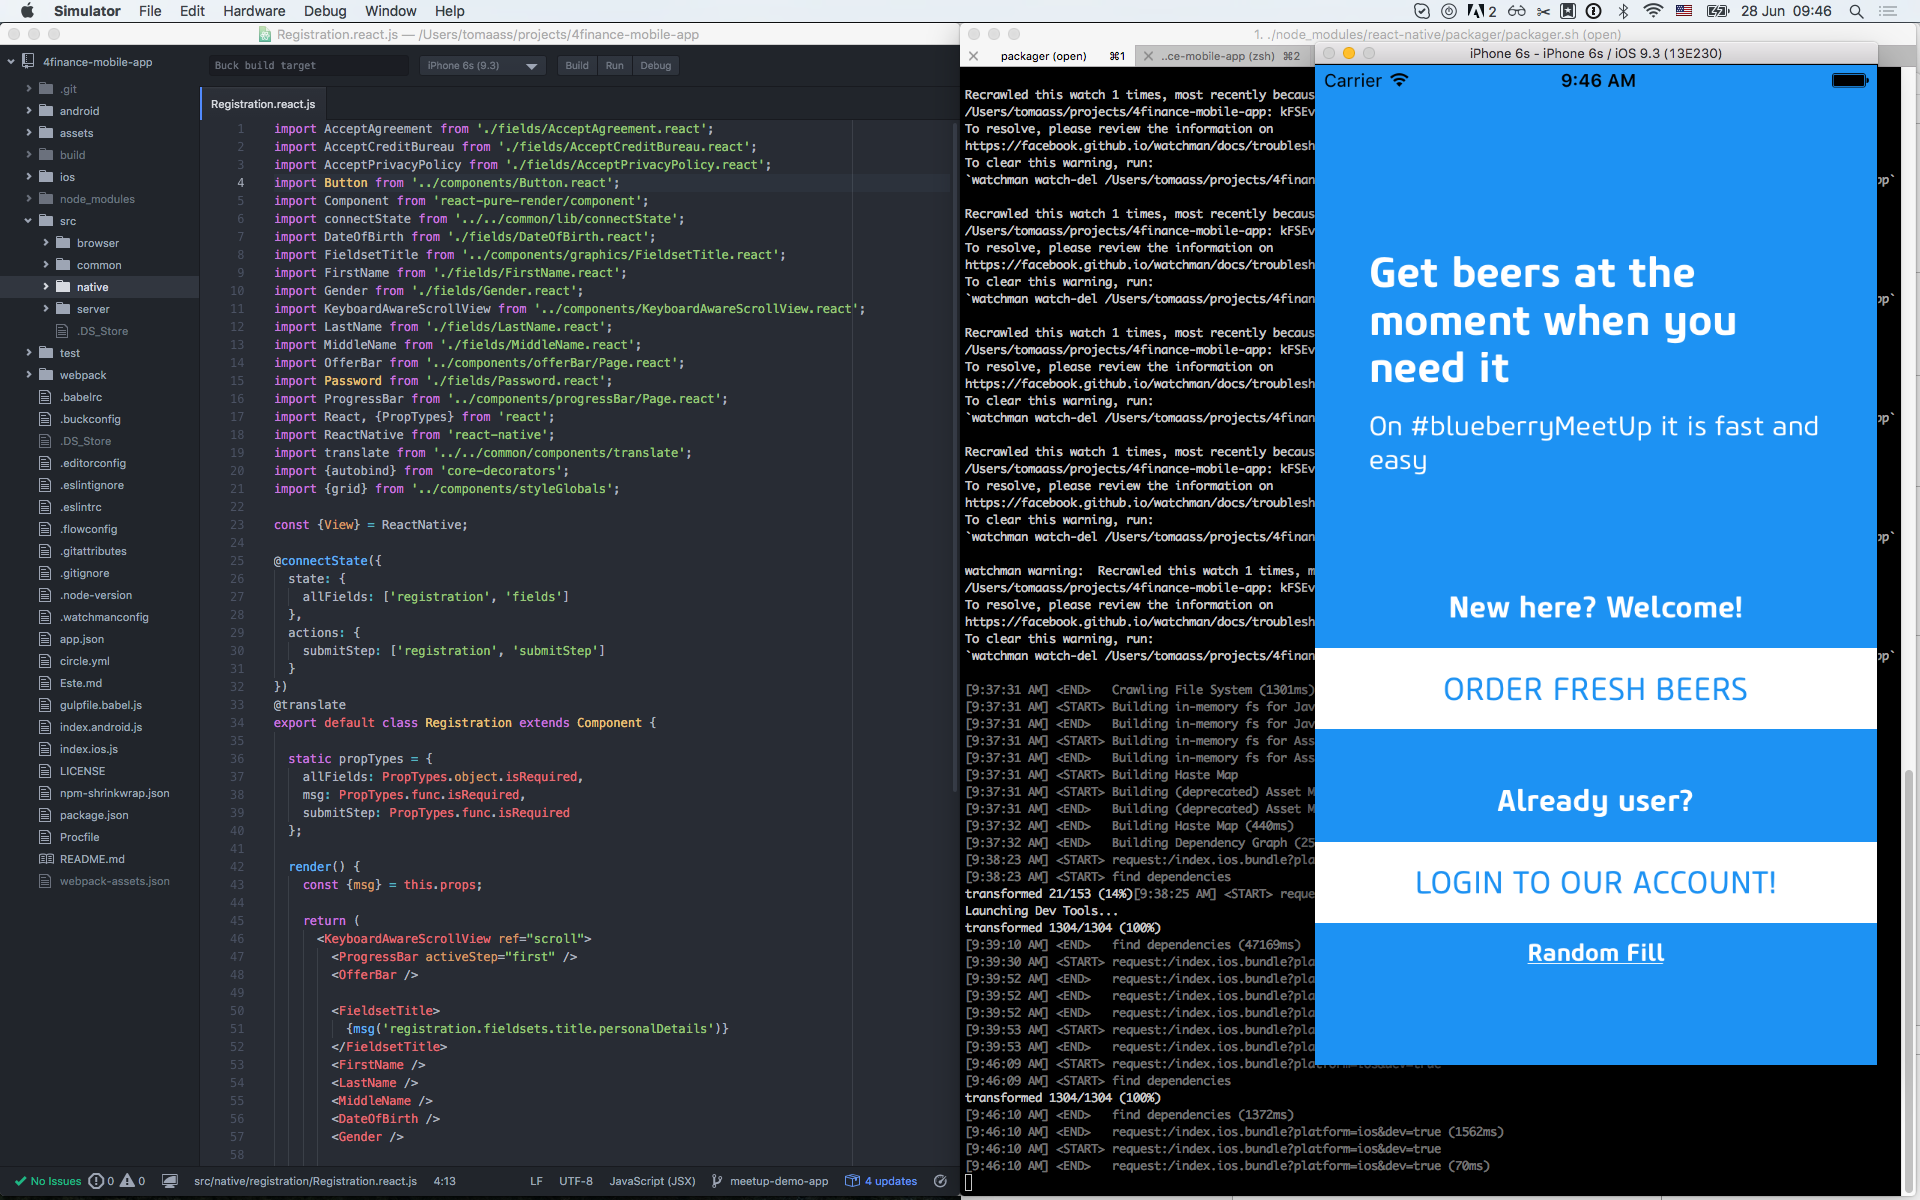 Simulator File Edit Hardware Debug Window Help
2 28 Jun 09:46
Registration.react.js — /Users/tomaass/projects/4finance-mobile-app
4finance-mobile-app
.git
android
assets
build
ios
node_modules
src
browser
common
native
server
.DS_Store
test
webpack
.babelrc
.buckconfig
.DS_Store
.editorconfig
.eslintignore
.eslintrc
.flowconfig
.gitattributes
.gitignore
.node-version
.watchmanconfig
app.json
circle.yml
Este.md
gulpfile.babel.js
index.android.js
index.ios.js
LICENSE
npm-shrinkwrap.json
package.json
Procfile
README.md
webpack-assets.json
Buck build target iPhone 6s (9.3) Build Run Debug
Registration.react.js
1 import AcceptAgreement from './fields/AcceptAgreement.react';
2 import AcceptCreditBureau from './fields/AcceptCreditBureau.react';
3 import AcceptPrivacyPolicy from './fields/AcceptPrivacyPolicy.react';
4 import Button from '../components/Button.react';
5 import Component from 'react-pure-render/component';
6 import connectState from '../../common/lib/connectState';
7 import DateOfBirth from './fields/DateOfBirth.react';
8 import FieldsetTitle from '../components/graphics/FieldsetTitle.react';
9 import FirstName from './fields/FirstName.react';
10 import Gender from './fields/Gender.react';
11 import KeyboardAwareScrollView from '../components/KeyboardAwareScrollView.react';
12 import LastName from './fields/LastName.react';
13 import MiddleName from './fields/MiddleName.react';
14 import OfferBar from '../components/offerBar/Page.react';
15 import Password from './fields/Password.react';
16 import ProgressBar from '../components/progressBar/Page.react';
17 import React, {PropTypes} from 'react';
18 import ReactNative from 'react-native';
19 import translate from '../../common/components/translate';
20 import {autobind} from 'core-decorators';
21 import {grid} from '../components/styleGlobals';
22
23 const {View} = ReactNative;
24
25 @connectState({
26 state: {
27 allFields: ['registration', 'fields']
28 },
29 actions: {
30 submitStep: ['registration', 'submitStep']
31 }
32 })
33 @translate
34 export default class Registration extends Component {
35
36 static propTypes = {
37 allFields: PropTypes.object.isRequired,
38 msg: PropTypes.func.isRequired,
39 submitStep: PropTypes.func.isRequired
40 };
41
42 render() {
43 const {msg} = this.props;
44
45 return (
46 <KeyboardAwareScrollView ref="scroll">
47 <ProgressBar activeStep="first" />
48 <OfferBar />
49
50 <FieldsetTitle>
51 {msg('registration.fieldsets.title.personalDetails')}
52 </FieldsetTitle>
53 <FirstName />
54 <LastName />
55 <MiddleName />
56 <DateOfBirth />
57 <Gender />
58
No Issues 0 0 src/native/registration/Registration.react.js 4:13 LF UTF-8 JavaScript (JSX) meetup-demo-app 4 updates
1. ./node_modules/react-native/packager/packager.sh (open)
packager (open) ⌘1 ..ce-mobile-app (zsh) ⌘2
Recrawled this watch 1 times, most recently becaus
/Users/tomaass/projects/4finance-mobile-app: kFSEv
To resolve, please review the information on
https://facebook.github.io/watchman/docs/troublesh
To clear this warning, run:
`watchman watch-del /Users/tomaass/projects/4finan pp`
Recrawled this watch 1 times, most recently becaus
/Users/tomaass/projects/4finance-mobile-app: kFSEv
To resolve, please review the information on
https://facebook.github.io/watchman/docs/troublesh
To clear this warning, run:
`watchman watch-del /Users/tomaass/projects/4finan pp`
Recrawled this watch 1 times, most recently becaus
/Users/tomaass/projects/4finance-mobile-app: kFSEv
To resolve, please review the information on
https://facebook.github.io/watchman/docs/troublesh
To clear this warning, run:
`watchman watch-del /Users/tomaass/projects/4finan pp`
Recrawled this watch 1 times, most recently becaus
/Users/tomaass/projects/4finance-mobile-app: kFSEv
To resolve, please review the information on
https://facebook.github.io/watchman/docs/troublesh
To clear this warning, run:
`watchman watch-del /Users/tomaass/projects/4finan pp`
watchman warning: Recrawled this watch 1 times, m
/Users/tomaass/projects/4finance-mobile-app: kFSEv
To resolve, please review the information on
https://facebook.github.io/watchman/docs/troublesh
To clear this warning, run:
`watchman watch-del /Users/tomaass/projects/4finan pp`
[9:37:31 AM] <END> Crawling File System (1301ms)
[9:37:31 AM] <START> Building in-memory fs for Jav
[9:37:31 AM] <END> Building in-memory fs for Jav
[9:37:31 AM] <START> Building in-memory fs for Ass
[9:37:31 AM] <END> Building in-memory fs for Ass
[9:37:31 AM] <START> Building Haste Map
[9:37:31 AM] <START> Building (deprecated) Asset M
[9:37:31 AM] <END> Building (deprecated) Asset M
[9:37:32 AM] <END> Building Haste Map (440ms)
[9:37:32 AM] <END> Building Dependency Graph (25
[9:38:23 AM] <START> request:/index.ios.bundle?pla
[9:38:23 AM] <START> find dependencies
transformed 21/153 (14%)[9:38:25 AM] <START> reque
Launching Dev Tools...
transformed 1304/1304 (100%)
[9:39:10 AM] <END> find dependencies (47169ms)
[9:39:30 AM] <START> request:/index.ios.bundle?pla
[9:39:52 AM] <END> request:/index.ios.bundle?pla
[9:39:52 AM] <END> request:/index.ios.bundle?pla
[9:39:52 AM] <END> request:/index.ios.bundle?pla
[9:39:53 AM] <START> request:/index.ios.bundle?pla
[9:39:53 AM] <END> request:/index.ios.bundle?pla
[9:46:09 AM] <START> request:/index.ios.bundle?platform=ios&dev=true
[9:46:09 AM] <START> find dependencies
transformed 1304/1304 (100%)
[9:46:10 AM] <END> find dependencies (1372ms)
[9:46:10 AM] <END> request:/index.ios.bundle?platform=ios&dev=true (1562ms)
[9:46:10 AM] <START> request:/index.ios.bundle?platform=ios&dev=true
[9:46:10 AM] <END> request:/index.ios.bundle?platform=ios&dev=true (70ms)
iPhone 6s - iPhone 6s / iOS 9.3 (13E230)
Carrier 9:46 AM
Get beers at the
moment when you
need it
On #blueberryMeetUp it is fast and
easy
New here? Welcome!
ORDER FRESH BEERS
Already user?
LOGIN TO OUR ACCOUNT!
Random Fill